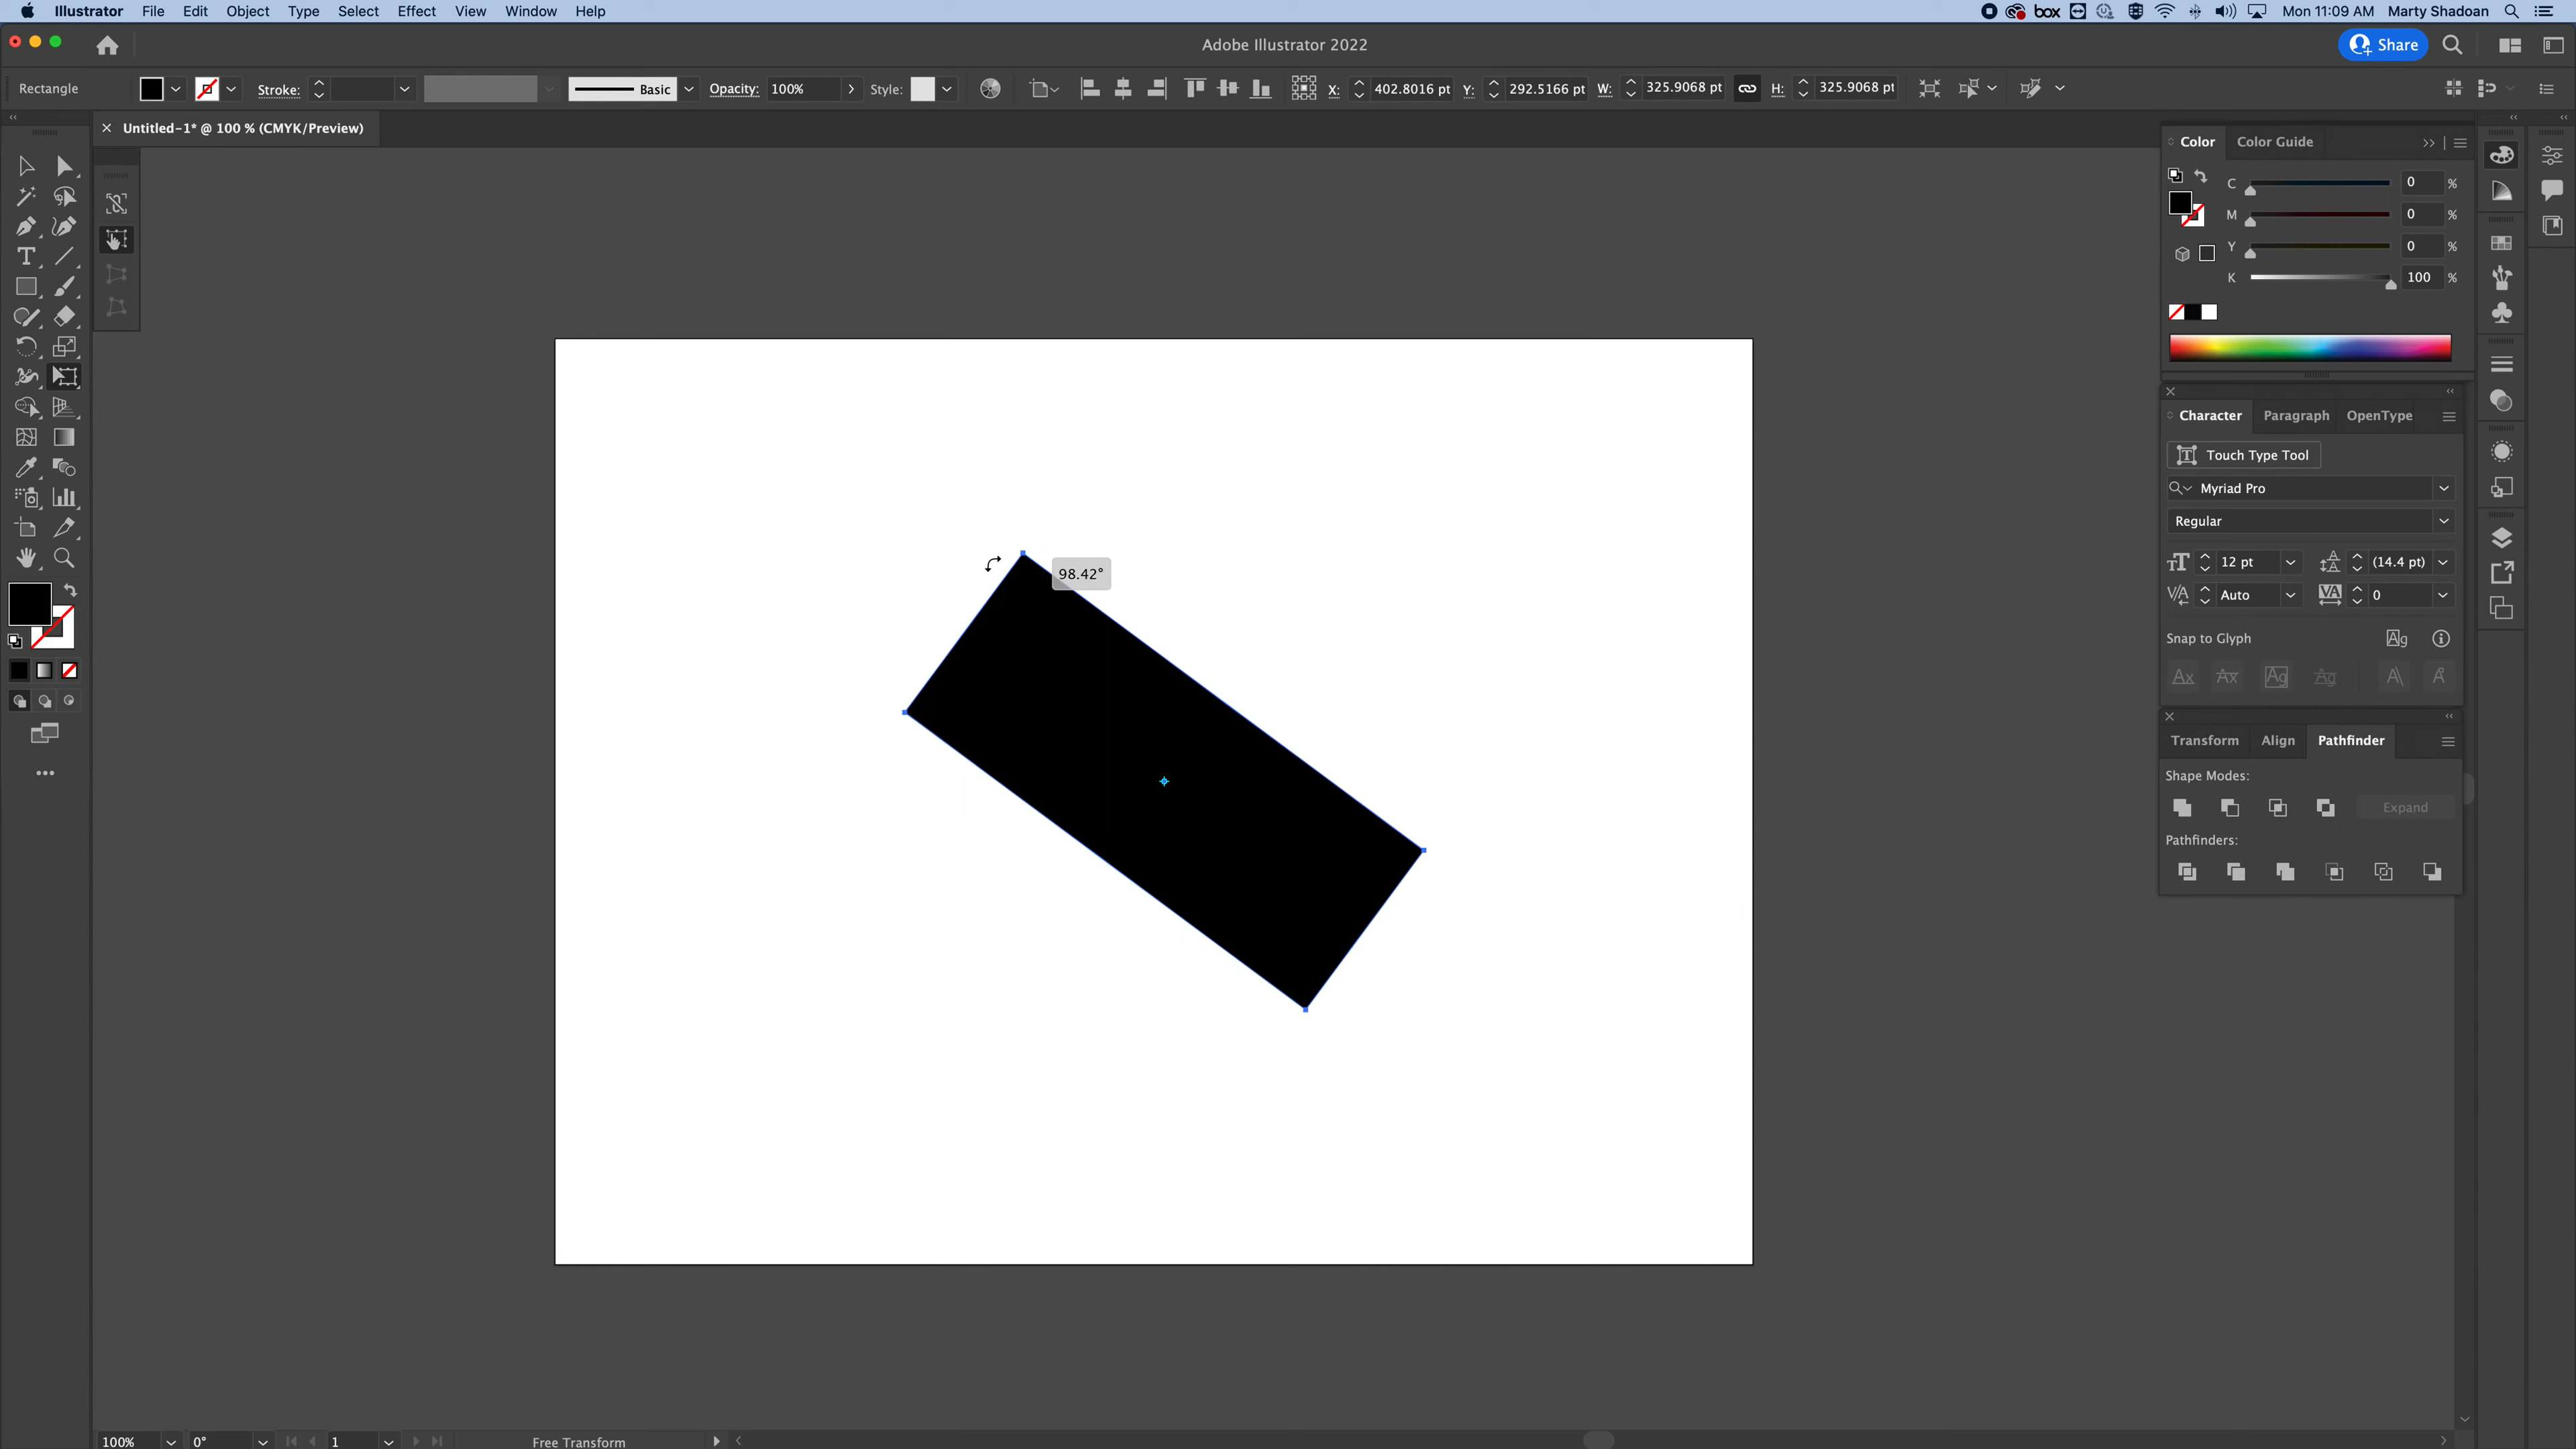 Illustrator File Edit Object Type Select Effect View Window Help box Mon 11:09 AM Marty Shadoan
Adobe Illustrator 2022 Share
Rectangle Stroke: Basic Opacity: 100% Style: X: 402.8016 pt Y: 292.5166 pt W: 325.9068 pt H: 325.9068 pt
Untitled-1* @ 100 % (CMYK/Preview)
Color Color Guide
C 0 %
M 0 %
Y 0 %
K 100 %
Character Paragraph OpenType
Touch Type Tool
Myriad Pro
Regular
12 pt (14.4 pt)
Auto 0
Snap to Glyph
98.42°
Transform Align Pathfinder
Shape Modes:
Expand
Pathfinders:
100% 0° 1 Free Transform